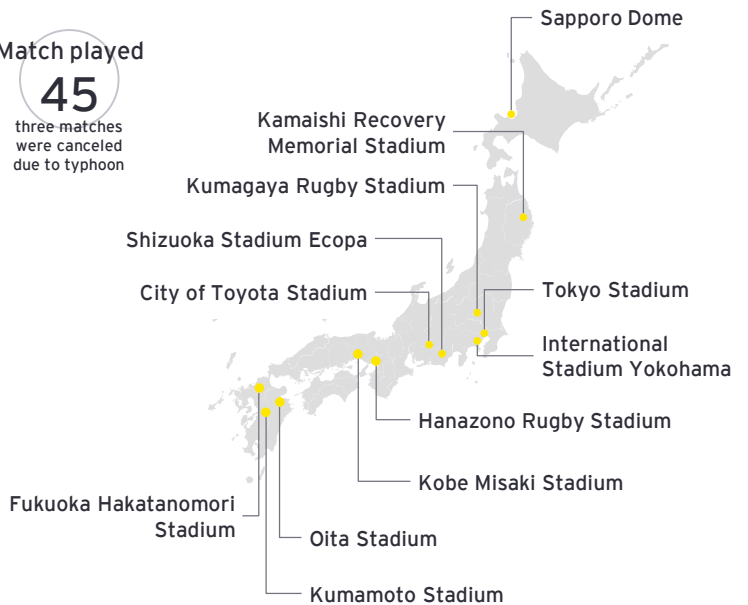 Match played
45
three matches
were canceled
due to typhoon
Sapporo Dome
Kamaishi Recovery
Memorial Stadium
Kumagaya Rugby Stadium
Shizuoka Stadium Ecopa
City of Toyota Stadium
Tokyo Stadium
International
Stadium Yokohama
Hanazono Rugby Stadium
Kobe Misaki Stadium
Fukuoka Hakatanomori
Stadium
Oita Stadium
Kumamoto Stadium